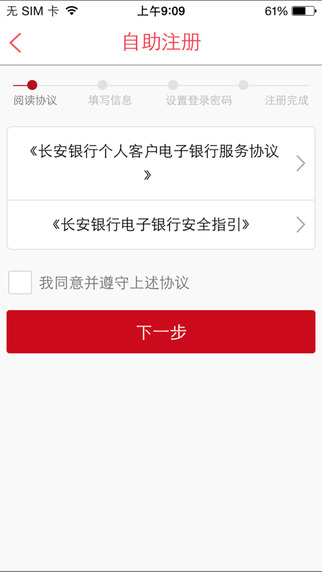 无 SIM 卡 上午9:09 61%
自助注册
阅读协议 填写信息 设置登录密码 注册完成
《长安银行个人客户电子银行服务协议
》
《长安银行电子银行安全指引》
我同意并遵守上述协议
下一步